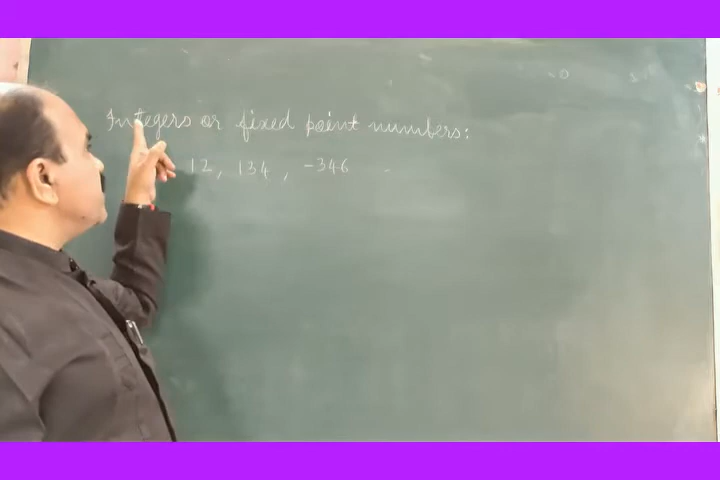 Integers or fixed point numbers:
12, 134, -346